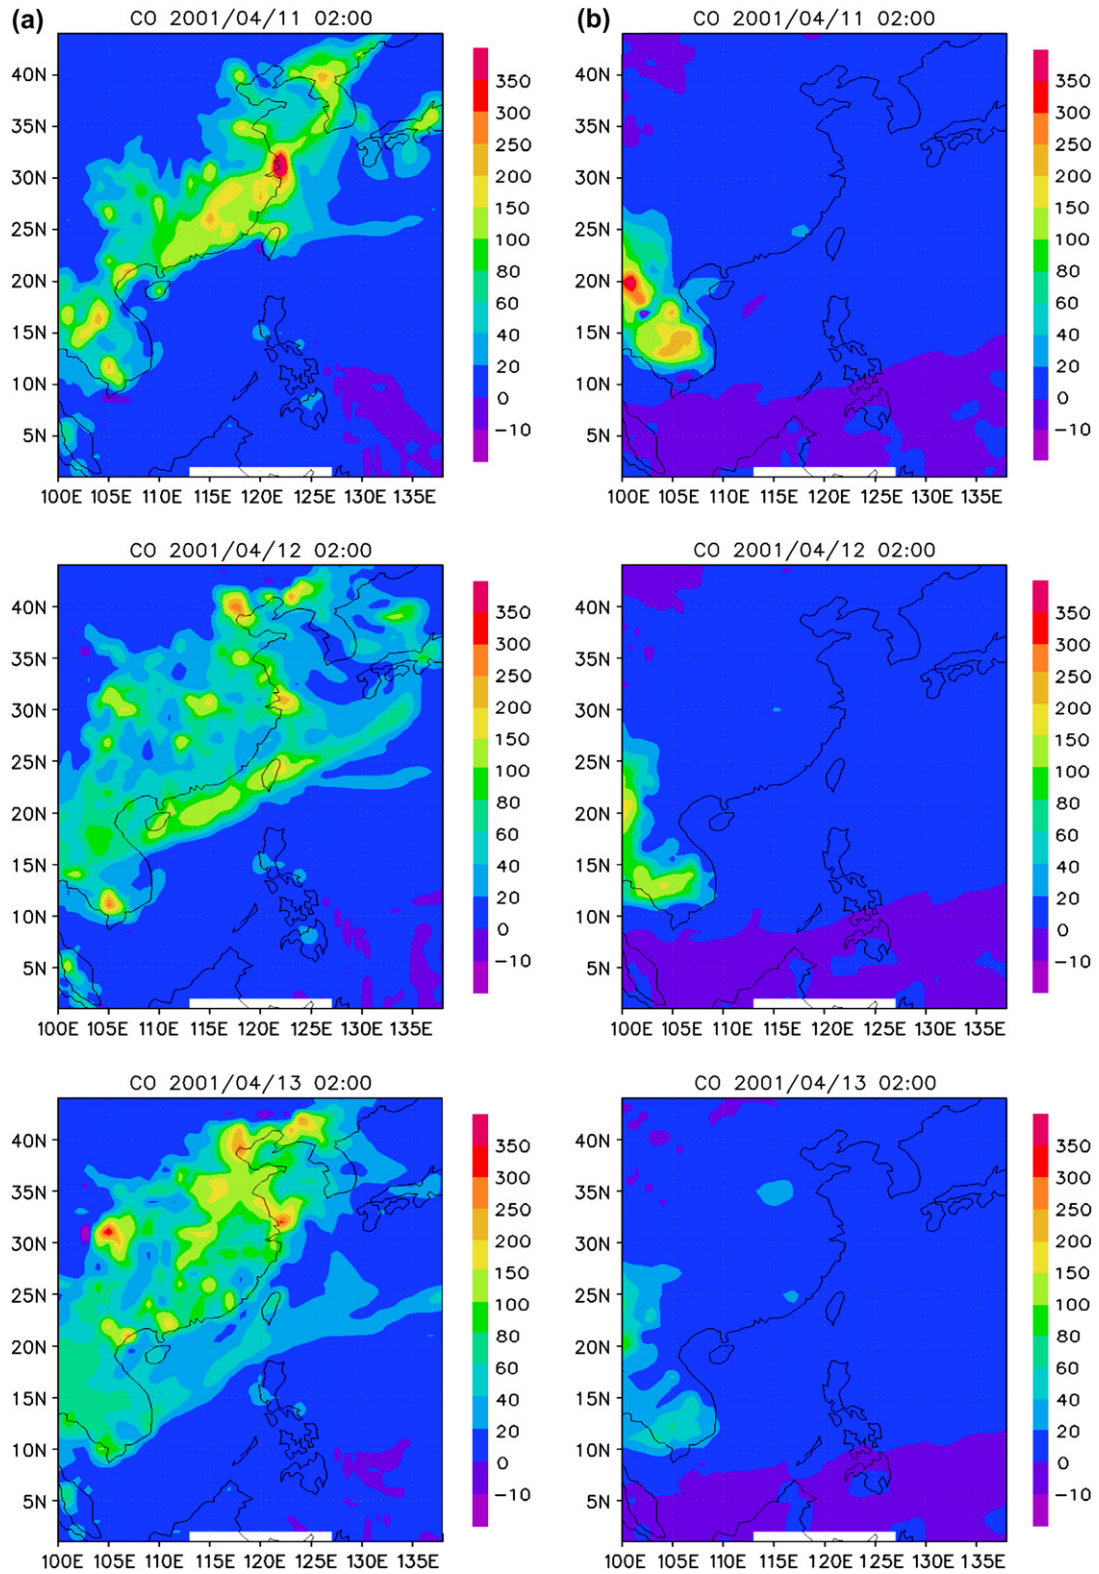 (a) (b)
CO 2001/04/11 02:00 CO 2001/04/11 02:00
40N 350 40N 350
35N 300 35N 300
250 250
30N 200 30N 200
25N 150 25N 150
100 100
20N 80 20N 80
60 60
15N 40 15N 40
10N 20 10N 20
0 0
5N −10 5N −10
100E 105E 110E 115E 120E 125E 130E 135E 100E 105E 110E 115E 120E 125E 130E 135E
CO 2001/04/12 02:00 CO 2001/04/12 02:00
40N 350 40N 350
35N 300 35N 300
250 250
30N 200 30N 200
25N 150 25N 150
100 100
20N 80 20N 80
60 60
15N 40 15N 40
10N 20 10N 20
0 0
5N −10 5N −10
100E 105E 110E 115E 120E 125E 130E 135E 100E 105E 110E 115E 120E 125E 130E 135E
CO 2001/04/13 02:00 CO 2001/04/13 02:00
40N 350 40N 350
35N 300 35N 300
250 250
30N 200 30N 200
25N 150 25N 150
100 100
20N 80 20N 80
60 60
15N 40 15N 40
10N 20 10N 20
0 0
5N −10 5N −10
100E 105E 110E 115E 120E 125E 130E 135E 100E 105E 110E 115E 120E 125E 130E 135E